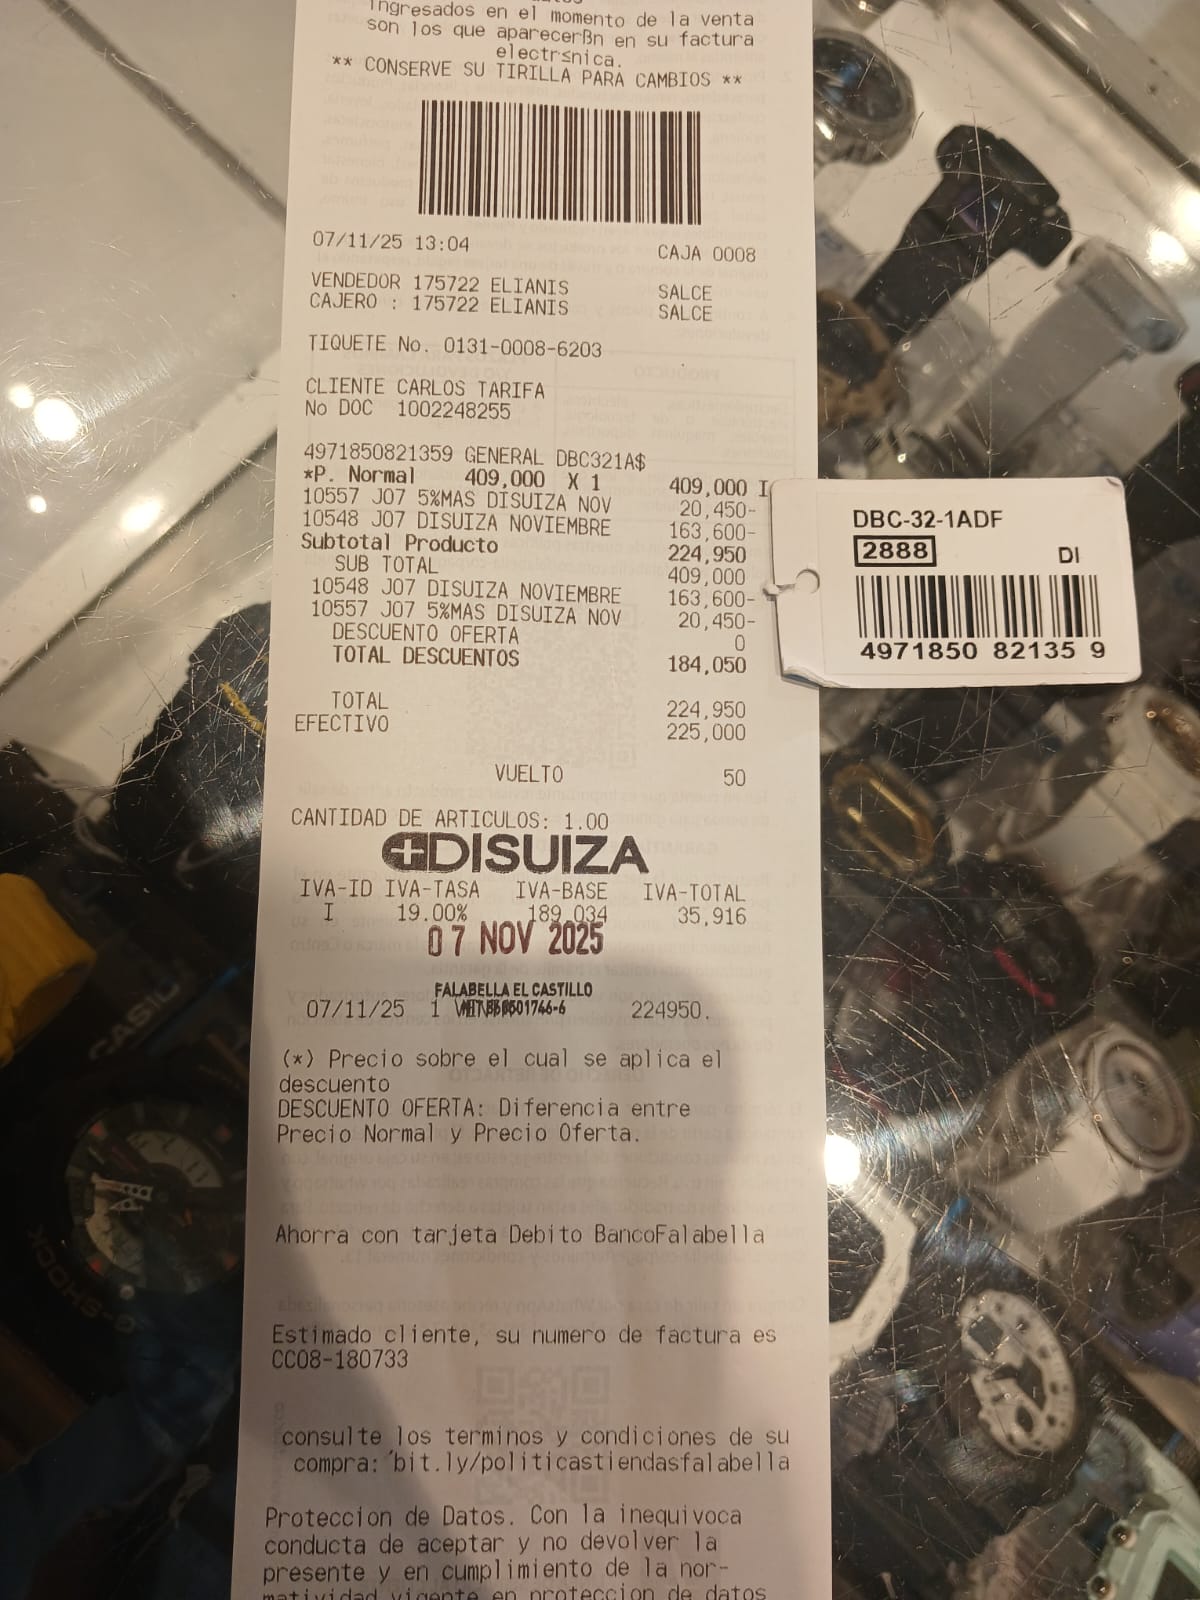 Ingresados en el momento de la venta
son los que aparecerßn en su factura
electr≤nica.
** CONSERVE SU TIRILLA PARA CAMBIOS **
07/11/25 13:04 CAJA 0008
VENDEDOR 175722 ELIANIS SALCE
CAJERO : 175722 ELIANIS SALCE
TIQUETE No. 0131-0008-6203
CLIENTE CARLOS TARIFA
No DOC 1002248255
4971850821359 GENERAL DBC321A$
*P. Normal 409,000 X 1 409,000 I
10557 J07 5%MAS DISUIZA NOV 20,450-
10548 J07 DISUIZA NOVIEMBRE 163,600-
Subtotal Producto 224,950
SUB TOTAL 409,000
10548 J07 DISUIZA NOVIEMBRE 163,600-
10557 J07 5%MAS DISUIZA NOV 20,450-
DESCUENTO OFERTA 0
TOTAL DESCUENTOS 184,050
TOTAL 224,950
EFECTIVO 225,000
VUELTO 50
CANTIDAD DE ARTICULOS: 1.00
DISUIZA
IVA-ID IVA-TASA IVA-BASE IVA-TOTAL
I 19.00% 189,034 35,916
07 NOV 2025
FALABELLA EL CASTILLO
07/11/25 1 224950.
(*) Precio sobre el cual se aplica el
descuento
DESCUENTO OFERTA: Diferencia entre
Precio Normal y Precio Oferta.
Ahorra con tarjeta Debito BancoFalabella
Estimado cliente, su numero de factura es
CC08-180733
consulte los terminos y condiciones de su
compra: bit.ly/politicastiendasfalabella
Proteccion de Datos. Con la inequivoca
conducta de aceptar y no devolver la
presente y en cumplimiento de la nor-
matividad vigente en proteccion de datos
DBC-32-1ADF
2888 DI
4971850 82135 9
CASIO
G-SHOCK